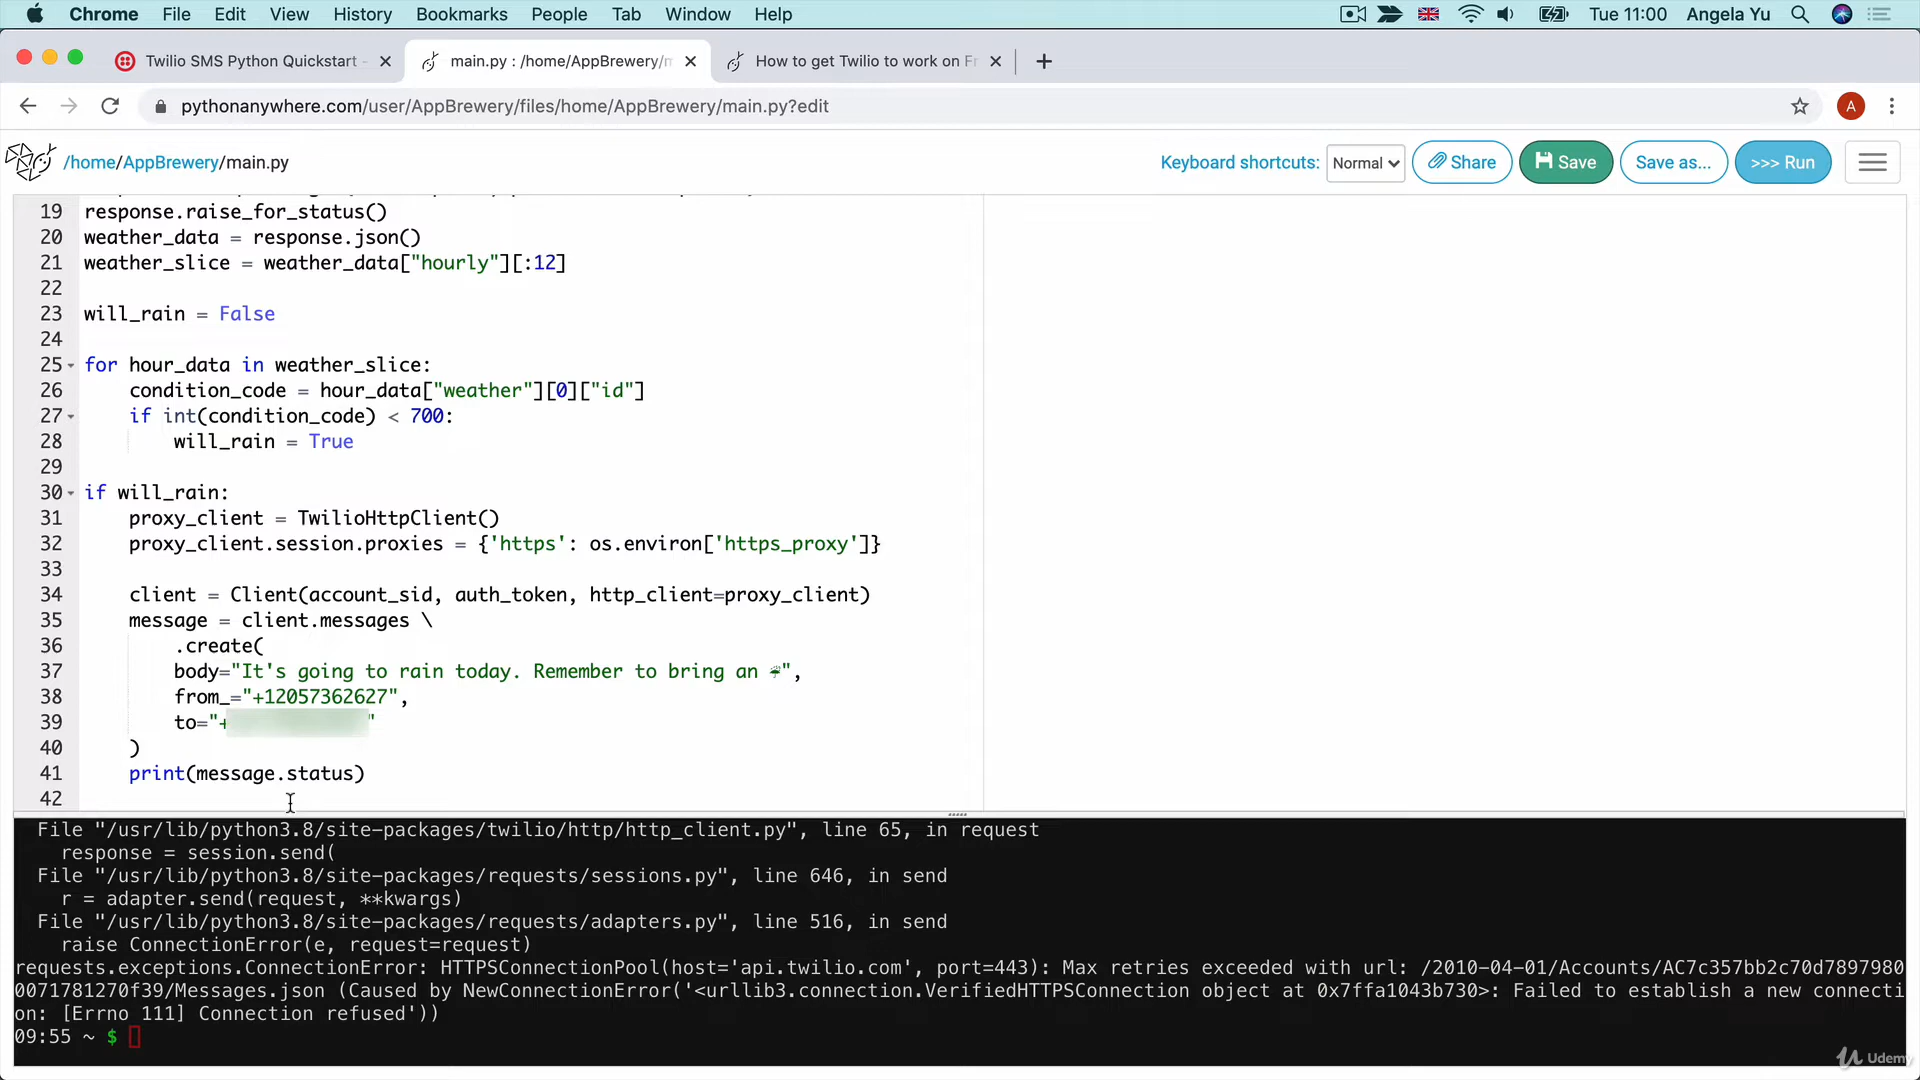 Chrome File Edit View History Bookmarks People Tab Window Help Tue 11:00 Angela Yu
Twilio SMS Python Quickstart - main.py : /home/AppBrewery/m How to get Twilio to work on Fr
pythonanywhere.com/user/AppBrewery/files/home/AppBrewery/main.py?edit A
/home/AppBrewery/main.py Keyboard shortcuts: Normal Share Save Save as... >>> Run
19 response.raise_for_status()
20 weather_data = response.json()
21 weather_slice = weather_data["hourly"][:12]
22
23 will_rain = False
24
25 for hour_data in weather_slice:
26 condition_code = hour_data["weather"][0]["id"]
27 if int(condition_code) < 700:
28 will_rain = True
29
30 if will_rain:
31 proxy_client = TwilioHttpClient()
32 proxy_client.session.proxies = {'https': os.environ['https_proxy']}
33
34 client = Client(account_sid, auth_token, http_client=proxy_client)
35 message = client.messages \
36 .create(
37 body="It's going to rain today. Remember to bring an ☔",
38 from_="+12057362627",
39 to="+ "
40 )
41 print(message.status)
42
File "/usr/lib/python3.8/site-packages/twilio/http/http_client.py", line 65, in request
response = session.send(
File "/usr/lib/python3.8/site-packages/requests/sessions.py", line 646, in send
r = adapter.send(request, **kwargs)
File "/usr/lib/python3.8/site-packages/requests/adapters.py", line 516, in send
raise ConnectionError(e, request=request)
requests.exceptions.ConnectionError: HTTPSConnectionPool(host='api.twilio.com', port=443): Max retries exceeded with url: /2010-04-01/Accounts/AC7c357bb2c70d7897980
0071781270f39/Messages.json (Caused by NewConnectionError('<urllib3.connection.VerifiedHTTPSConnection object at 0x7ffa1043b730>: Failed to establish a new connecti
on: [Errno 111] Connection refused'))
09:55 ~ $
Udemy